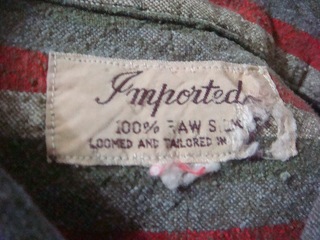 Imported
100% RAW SILK
LOOMED AND TAILORED IN